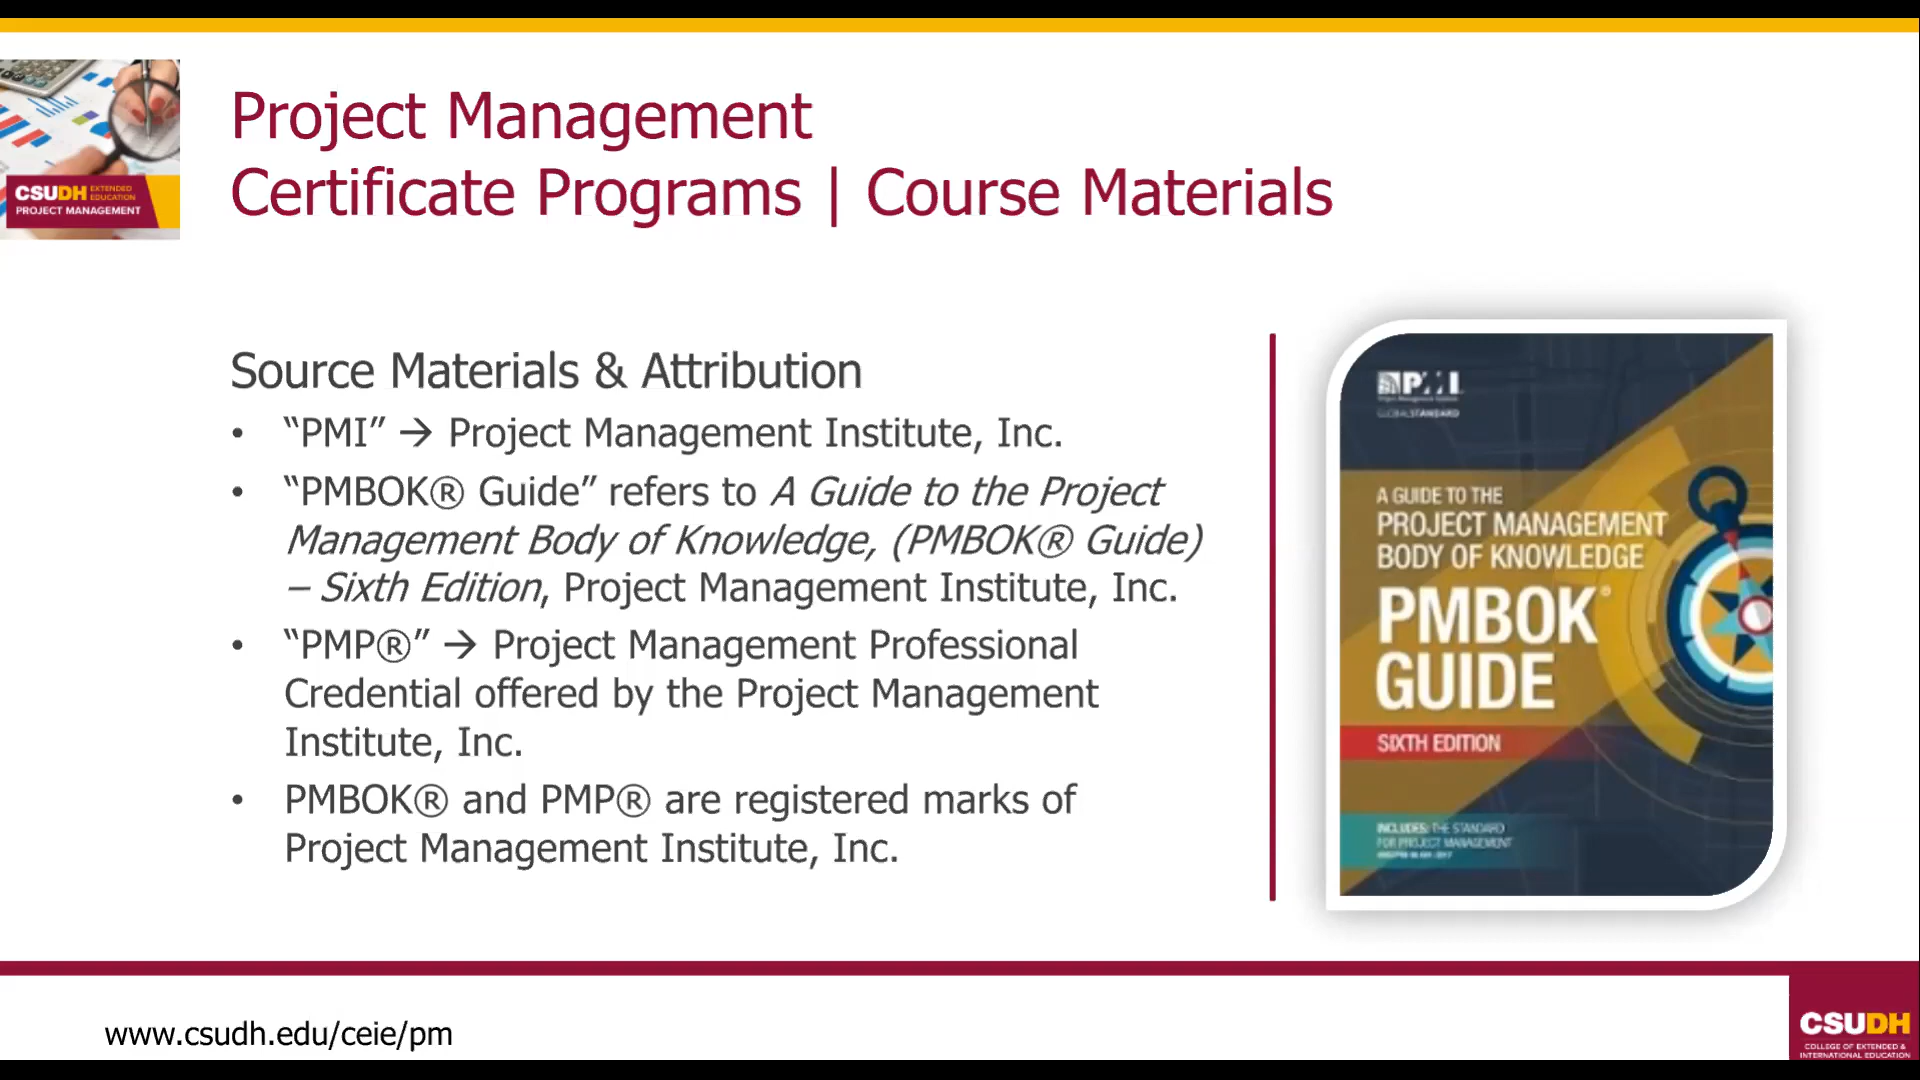 Project Management
Certificate Programs | Course Materials
CSUDH EXTENDED EDUCATION
PROJECT MANAGEMENT
Source Materials & Attribution
• “PMI” → Project Management Institute, Inc.
• “PMBOK® Guide” refers to A Guide to the Project
Management Body of Knowledge, (PMBOK® Guide)
– Sixth Edition, Project Management Institute, Inc.
• “PMP®” → Project Management Professional
Credential offered by the Project Management
Institute, Inc.
• PMBOK® and PMP® are registered marks of
Project Management Institute, Inc.
PMI
GLOBAL STANDARD
A GUIDE TO THE
PROJECT MANAGEMENT
BODY OF KNOWLEDGE
PMBOK®
GUIDE
SIXTH EDITION
INCLUDES: THE STANDARD
FOR PROJECT MANAGEMENT
www.csudh.edu/ceie/pm
CSUDH
COLLEGE OF EXTENDED &
INTERNATIONAL EDUCATION